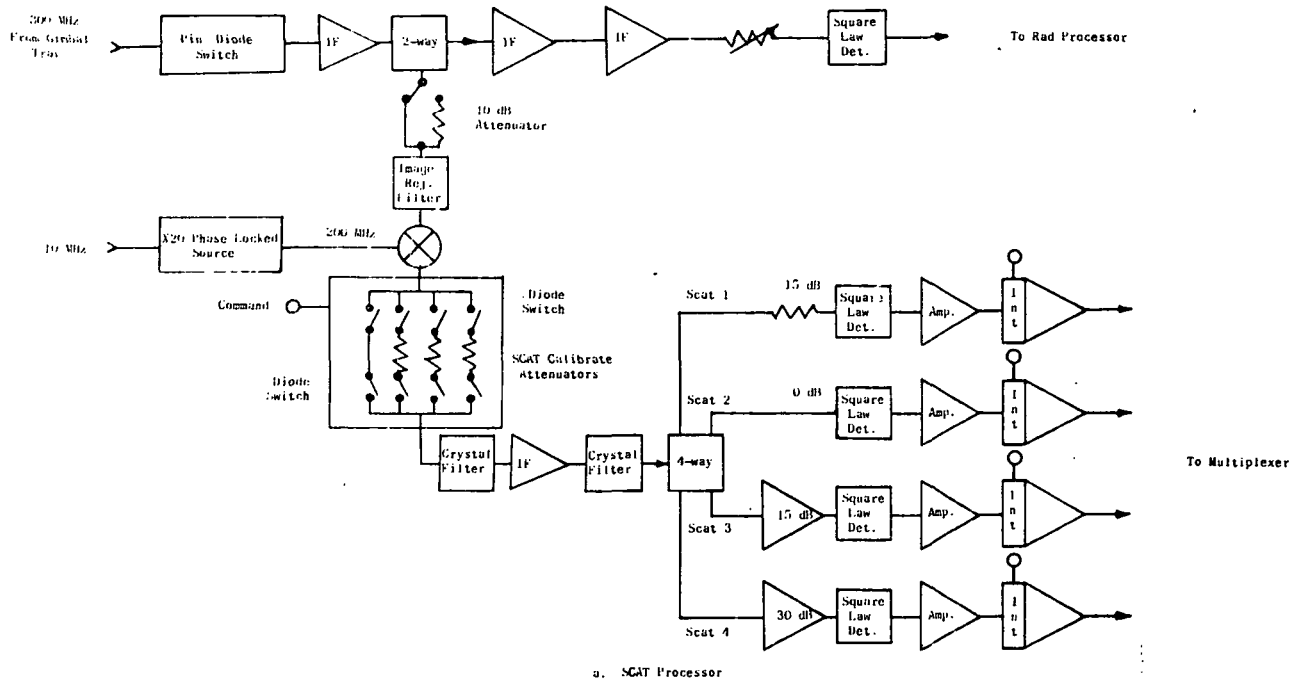 300 MHz
From Gimbal
Tray
Pin Diode
Switch
IF
2-way
IF
IF
Square
Law
Det.
To Rad Processor
10 dB
Attenuator
Image
Rej.
Filter
10 MHz
X20 Phase Locked
Source
200 MHz
Command
Diode
Switch
SCAT Calibrate
Attenuators
Diode
Switch
Crystal
Filter
IF
Crystal
Filter
4-way
Scat 1
15 dB
Square
Law
Det.
Amp.
Int
Scat 2
0 dB
Square
Law
Det.
Amp.
Int
To Multiplexer
Scat 3
15 dB
Square
Law
Det.
Amp.
Int
Scat 4
30 dB
Square
Law
Det.
Amp.
Int
a. SCAT Processor